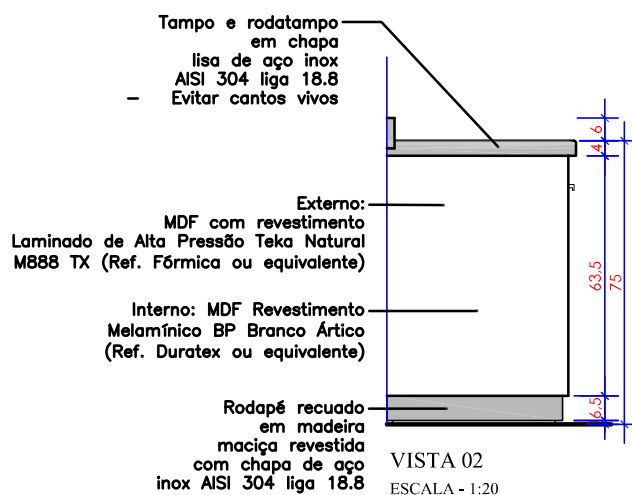 Tampo e rodatampo
em chapa
lisa de aço inox
AISI 304 liga 18.8
- Evitar cantos vivos
6
4
Externo:
MDF com revestimento
Laminado de Alta Pressão Teka Natural
M888 TX (Ref. Fórmica ou equivalente)
63.5
75
Interno: MDF Revestimento
Melamínico BP Branco Ártico
(Ref. Duratex ou equivalente)
6.5
Rodapé recuado
em madeira
maciça revestida
com chapa de aço
inox AISI 304 liga 18.8
VISTA 02
ESCALA - 1:20